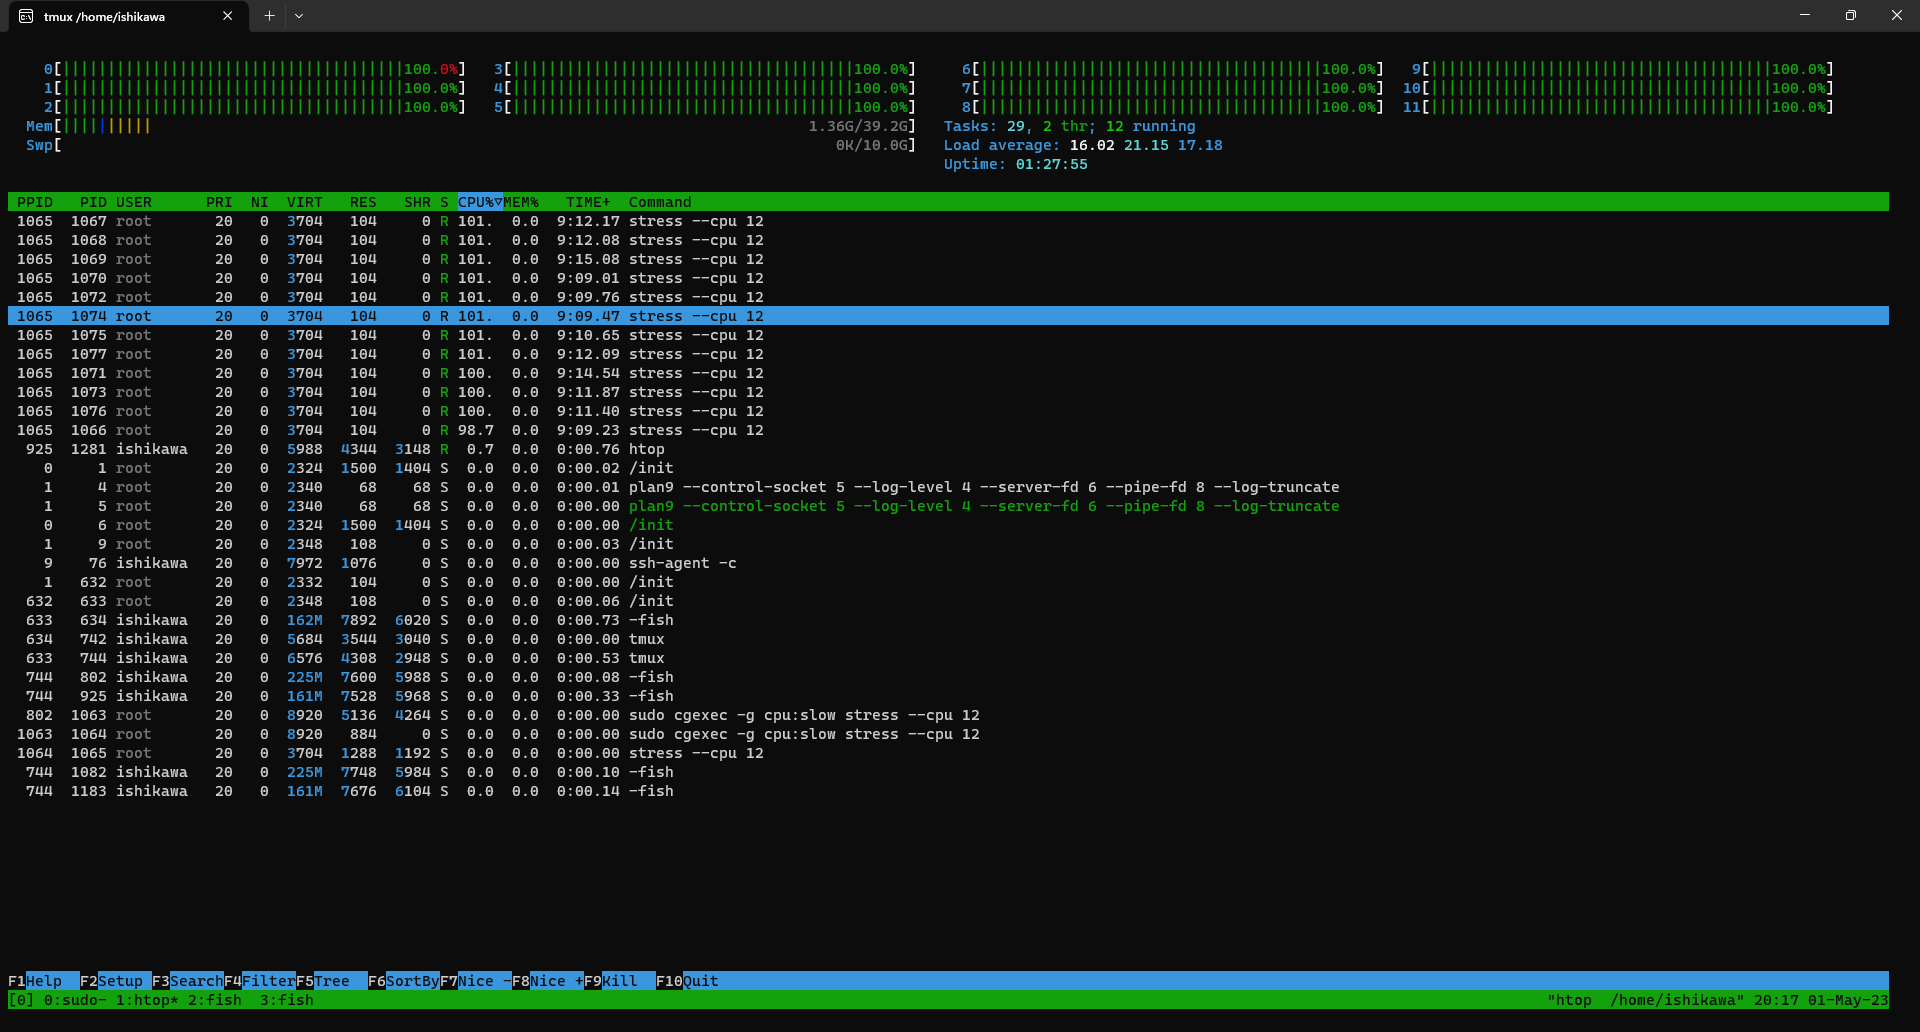 tmux /home/ishikawa
0[||||||||||||||||||||||||||||||||||||||100.0%] 3[||||||||||||||||||||||||||||||||||||||100.0%] 6[||||||||||||||||||||||||||||||||||||||100.0%] 9[||||||||||||||||||||||||||||||||||||||100.0%]
1[||||||||||||||||||||||||||||||||||||||100.0%] 4[||||||||||||||||||||||||||||||||||||||100.0%] 7[||||||||||||||||||||||||||||||||||||||100.0%] 10[||||||||||||||||||||||||||||||||||||||100.0%]
2[||||||||||||||||||||||||||||||||||||||100.0%] 5[||||||||||||||||||||||||||||||||||||||100.0%] 8[||||||||||||||||||||||||||||||||||||||100.0%] 11[||||||||||||||||||||||||||||||||||||||100.0%]
Mem[|||||||||| 1.36G/39.2G] Tasks: 29, 2 thr; 12 running
Swp[ 0K/10.0G] Load average: 16.02 21.15 17.18
Uptime: 01:27:55
PPID PID USER PRI NI VIRT RES SHR S CPU%▽MEM% TIME+ Command
1065 1067 root 20 0 3704 104 0 R 101. 0.0 9:12.17 stress --cpu 12
1065 1068 root 20 0 3704 104 0 R 101. 0.0 9:12.08 stress --cpu 12
1065 1069 root 20 0 3704 104 0 R 101. 0.0 9:15.08 stress --cpu 12
1065 1070 root 20 0 3704 104 0 R 101. 0.0 9:09.01 stress --cpu 12
1065 1072 root 20 0 3704 104 0 R 101. 0.0 9:09.76 stress --cpu 12
1065 1074 root 20 0 3704 104 0 R 101. 0.0 9:09.47 stress --cpu 12
1065 1075 root 20 0 3704 104 0 R 101. 0.0 9:10.65 stress --cpu 12
1065 1077 root 20 0 3704 104 0 R 101. 0.0 9:12.09 stress --cpu 12
1065 1071 root 20 0 3704 104 0 R 100. 0.0 9:14.54 stress --cpu 12
1065 1073 root 20 0 3704 104 0 R 100. 0.0 9:11.87 stress --cpu 12
1065 1076 root 20 0 3704 104 0 R 100. 0.0 9:11.40 stress --cpu 12
1065 1066 root 20 0 3704 104 0 R 98.7 0.0 9:09.23 stress --cpu 12
925 1281 ishikawa 20 0 5988 4344 3148 R 0.7 0.0 0:00.76 htop
0 1 root 20 0 2324 1500 1404 S 0.0 0.0 0:00.02 /init
1 4 root 20 0 2340 68 68 S 0.0 0.0 0:00.01 plan9 --control-socket 5 --log-level 4 --server-fd 6 --pipe-fd 8 --log-truncate
1 5 root 20 0 2340 68 68 S 0.0 0.0 0:00.00 plan9 --control-socket 5 --log-level 4 --server-fd 6 --pipe-fd 8 --log-truncate
0 6 root 20 0 2324 1500 1404 S 0.0 0.0 0:00.00 /init
1 9 root 20 0 2348 108 0 S 0.0 0.0 0:00.03 /init
9 76 ishikawa 20 0 7972 1076 0 S 0.0 0.0 0:00.00 ssh-agent -c
1 632 root 20 0 2332 104 0 S 0.0 0.0 0:00.00 /init
632 633 root 20 0 2348 108 0 S 0.0 0.0 0:00.06 /init
633 634 ishikawa 20 0 162M 7892 6020 S 0.0 0.0 0:00.73 -fish
634 742 ishikawa 20 0 5684 3544 3040 S 0.0 0.0 0:00.00 tmux
633 744 ishikawa 20 0 6576 4308 2948 S 0.0 0.0 0:00.53 tmux
744 802 ishikawa 20 0 225M 7600 5988 S 0.0 0.0 0:00.08 -fish
744 925 ishikawa 20 0 161M 7528 5968 S 0.0 0.0 0:00.33 -fish
802 1063 root 20 0 8920 5136 4264 S 0.0 0.0 0:00.00 sudo cgexec -g cpu:slow stress --cpu 12
1063 1064 root 20 0 8920 884 0 S 0.0 0.0 0:00.00 sudo cgexec -g cpu:slow stress --cpu 12
1064 1065 root 20 0 3704 1288 1192 S 0.0 0.0 0:00.00 stress --cpu 12
744 1082 ishikawa 20 0 225M 7748 5984 S 0.0 0.0 0:00.10 -fish
744 1183 ishikawa 20 0 161M 7676 6104 S 0.0 0.0 0:00.14 -fish
F1Help F2Setup F3SearchF4FilterF5Tree F6SortByF7Nice -F8Nice +F9Kill F10Quit
[0] 0:sudo- 1:htop* 2:fish 3:fish "htop /home/ishikawa" 20:17 01-May-23